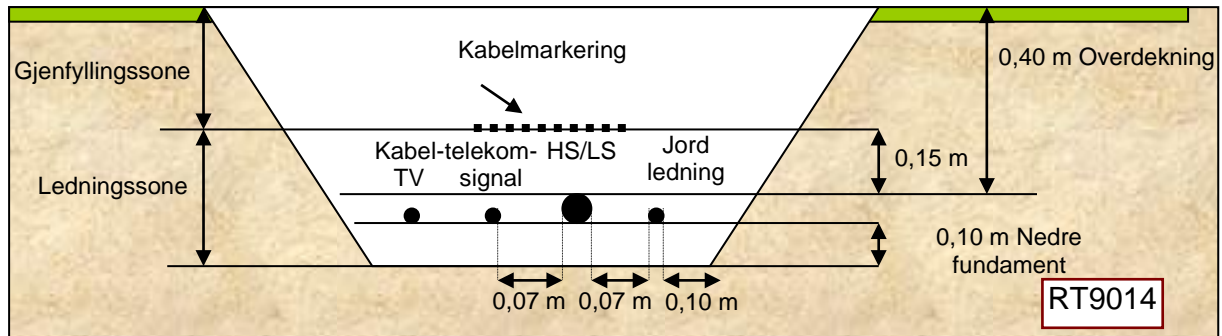 Kabelmarkering
Gjenfyllingssone
0,40 m Overdekning
Kabel-telekom- HS/LS Jord
TV signal ledning
0,15 m
Ledningssone
0,10 m Nedre
fundament
0,07 m 0,07 m 0,10 m
RT9014